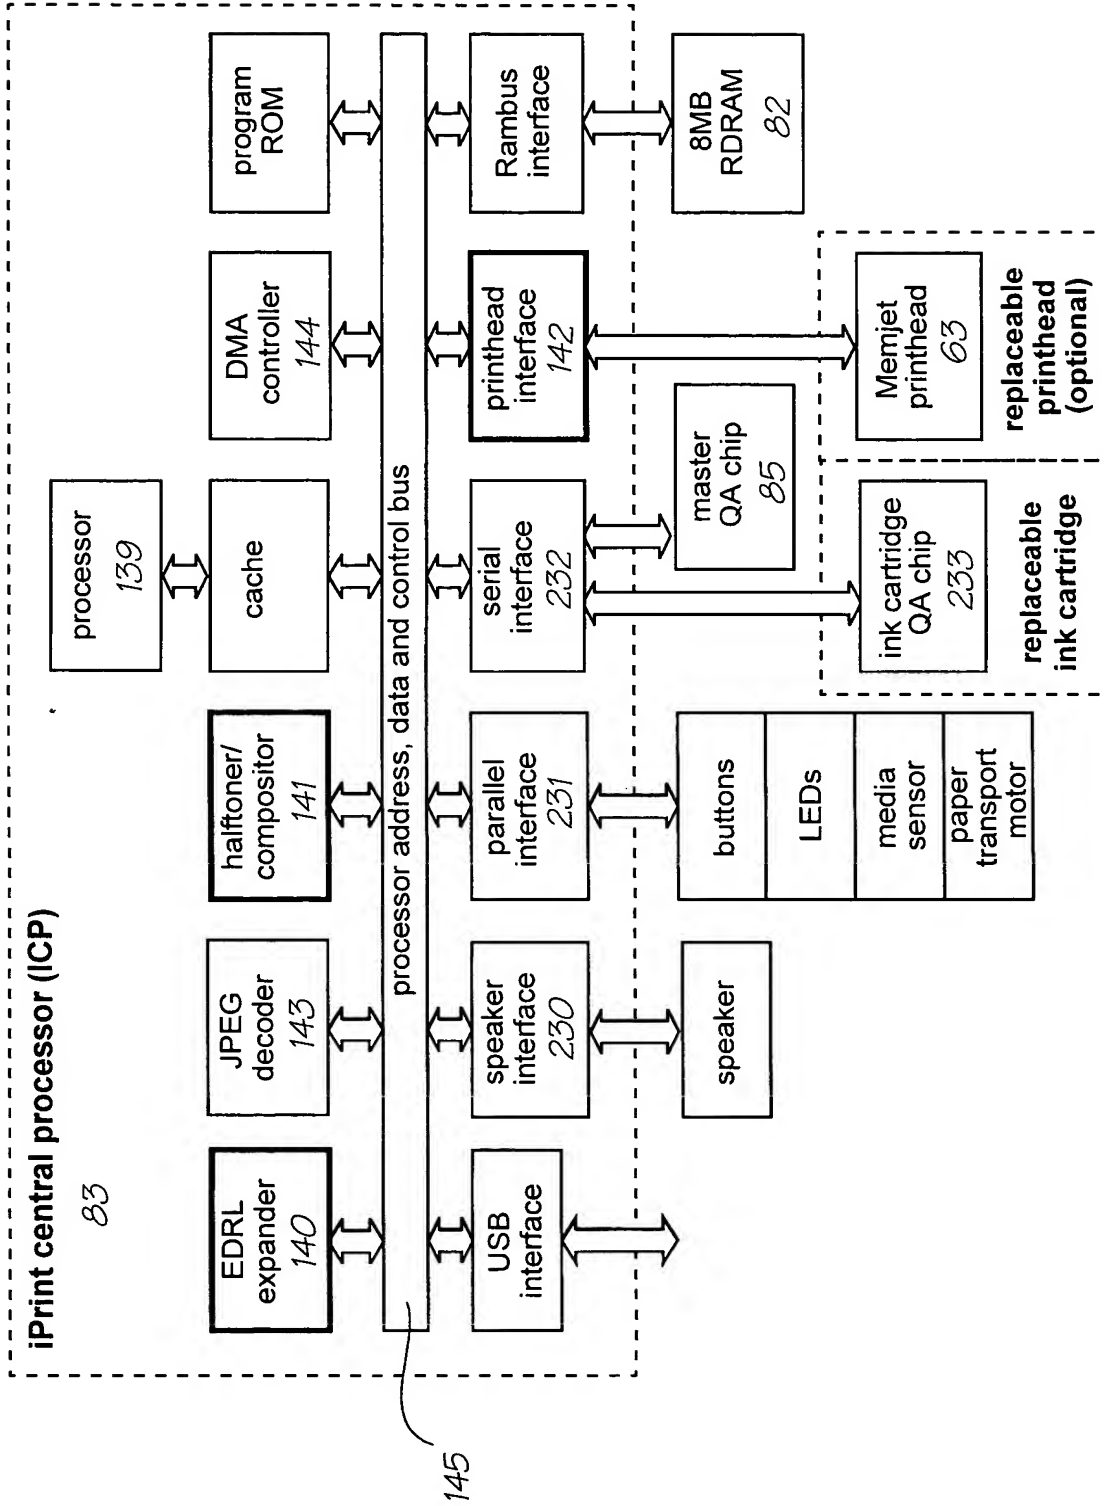 iPrint central processor (ICP)
83
processor
139
EDRL
expander
140
JPEG
decoder
143
halftoner/
compositor
141
cache
DMA
controller
144
program
ROM
processor address, data and control bus
145
USB
interface
speaker
interface
230
parallel
interface
231
serial
interface
232
printhead
interface
142
Rambus
interface
speaker
buttons
LEDs
media
sensor
paper
transport
motor
master
QA chip
85
8MB
RDRAM
82
ink cartridge
QA chip
233
Memjet
printhead
63
replaceable
ink cartridge
replaceable
printhead
(optional)